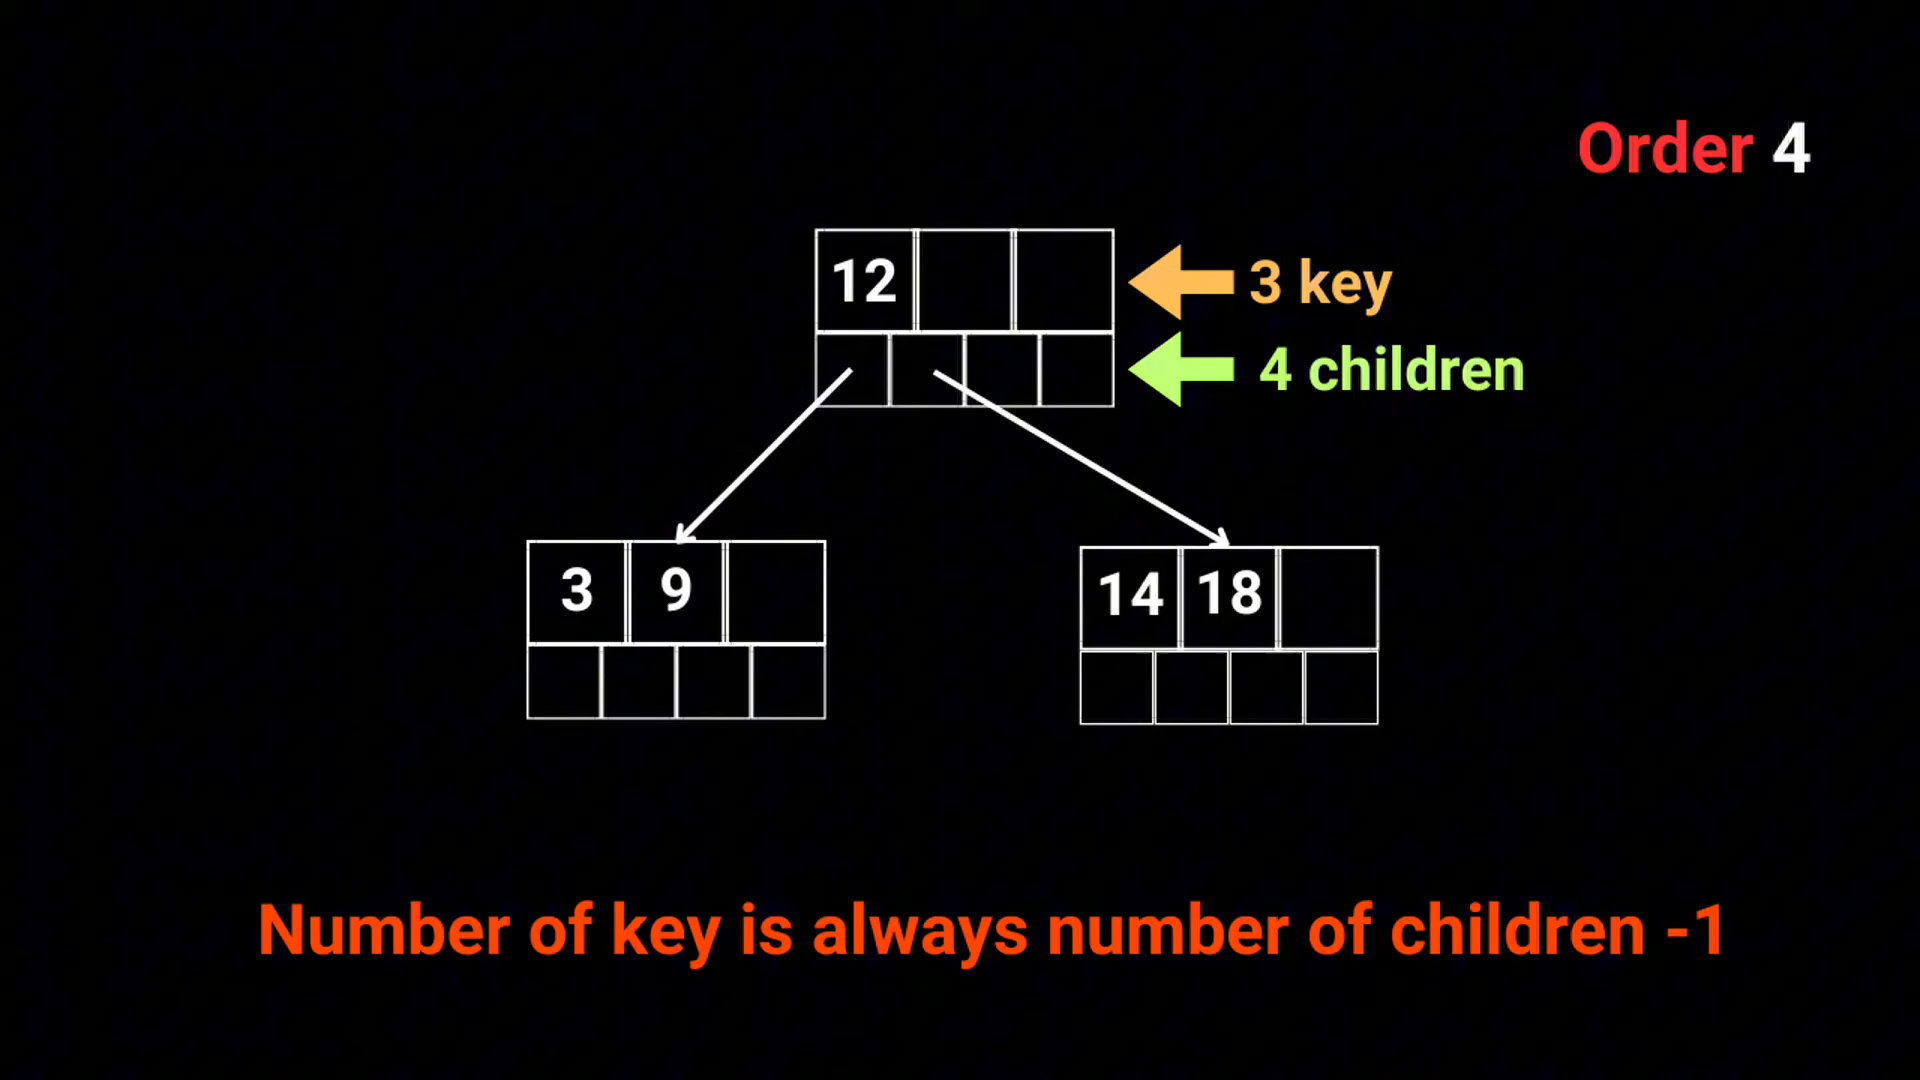 Order 4
12
3 key
4 children
3 9
14 18
Number of key is always number of children -1